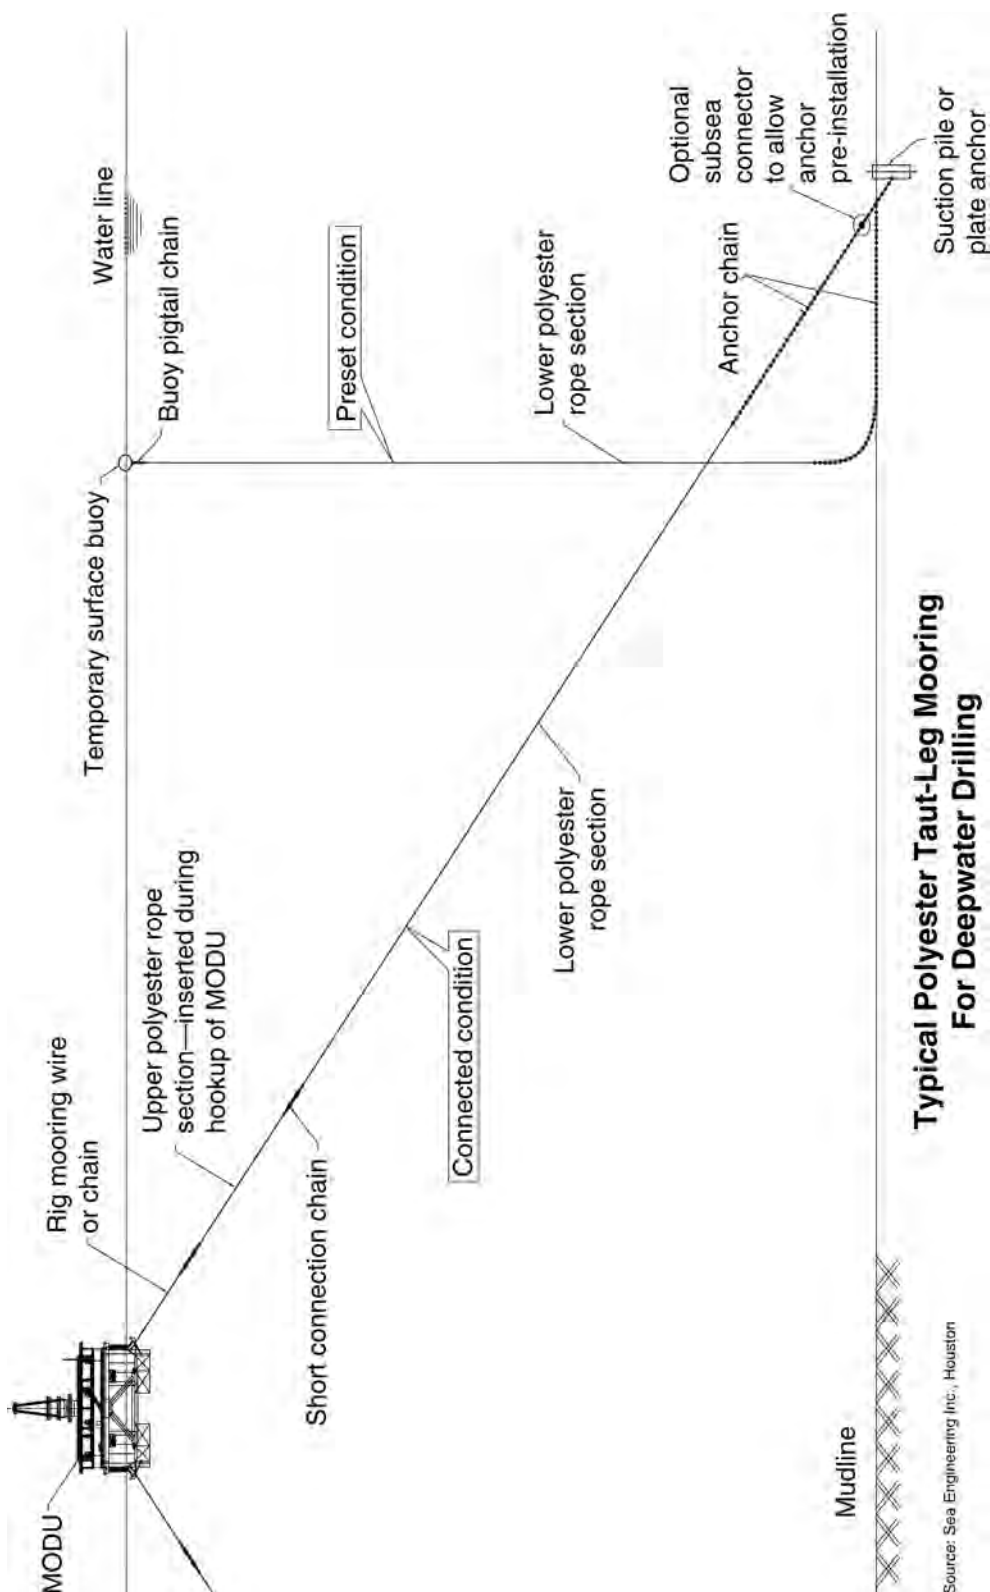 MODU
Rig mooring wire
or chain
Upper polyester rope
section—inserted during
hookup of MODU
Temporary surface buoy
Water line
Buoy pigtail chain
Preset condition
Lower polyester
rope section
Short connection chain
Connected condition
Lower polyester
rope section
Anchor chain
Optional
subsea
connector
to allow
anchor
pre-installation
Mudline
Suction pile or
plate anchor
Typical Polyester Taut-Leg Mooring
For Deepwater Drilling
Source: Sea Engineering Inc., Houston